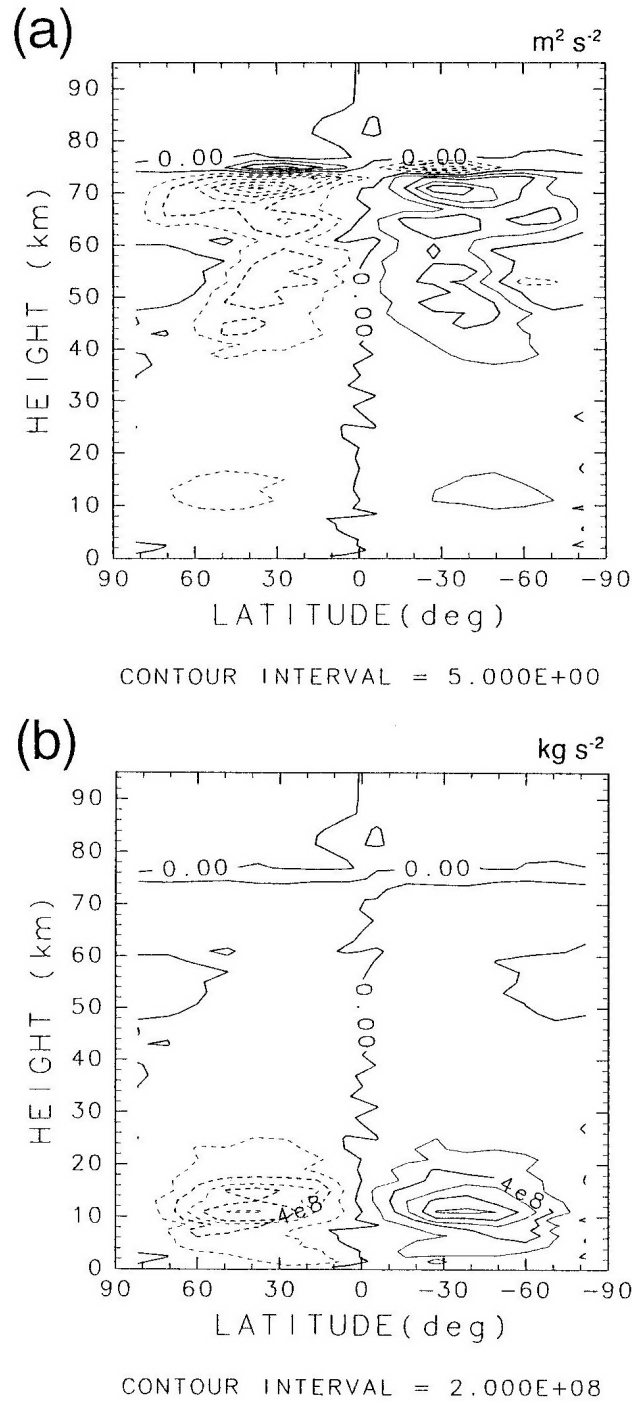 (a)
m² s⁻²
90
80
- 0.00 0.00
70
60
50
0.00
40
30
20
10
0
90 60 30 0 -30 -60 -90
HEIGHT (km)
LATITUDE(deg)
CONTOUR INTERVAL = 5.000E+00
(b)
kg s⁻²
90
80
- 0.00 0.00
70
60
50
0.00
40
30
20
10
4e8 4e8
0
90 60 30 0 -30 -60 -90
HEIGHT (km)
LATITUDE(deg)
CONTOUR INTERVAL = 2.000E+08